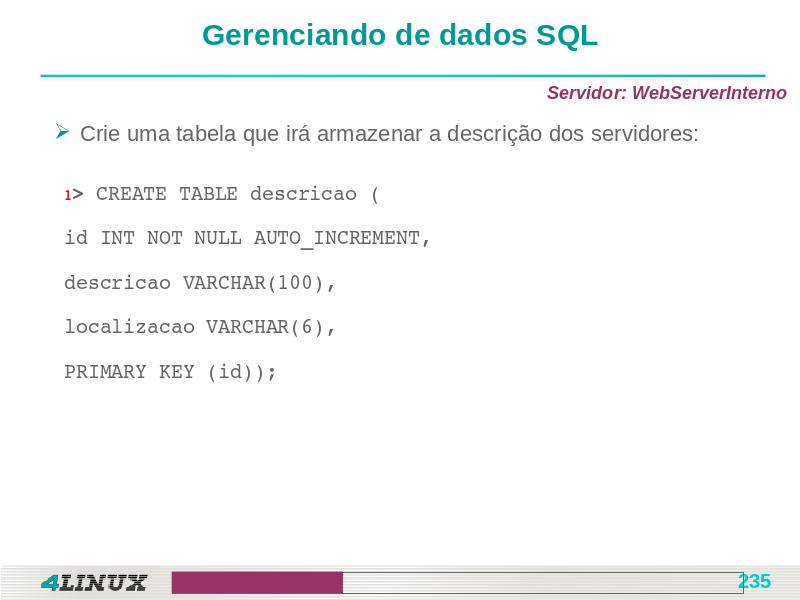 Gerenciando de dados SQL
Servidor: WebServerInterno
Crie uma tabela que irá armazenar a descrição dos servidores:
1> CREATE TABLE descricao (
id INT NOT NULL AUTO_INCREMENT,
descricao VARCHAR(100),
localizacao VARCHAR(6),
PRIMARY KEY (id));
4LINUX
235